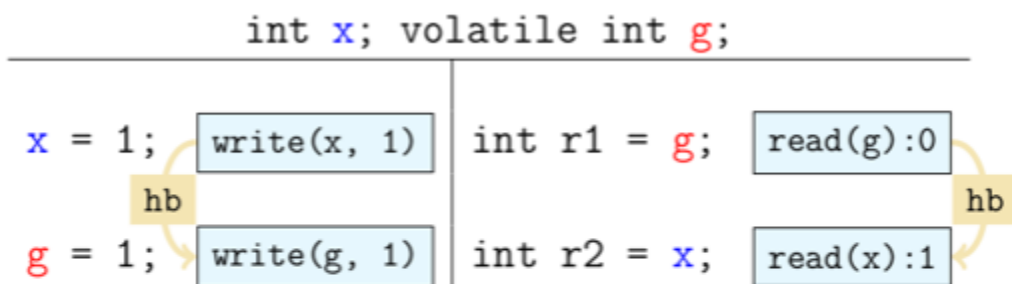 int x; volatile int g;
x = 1; write(x, 1) int r1 = g; read(g):0
hb hb
g = 1; write(g, 1) int r2 = x; read(x):1